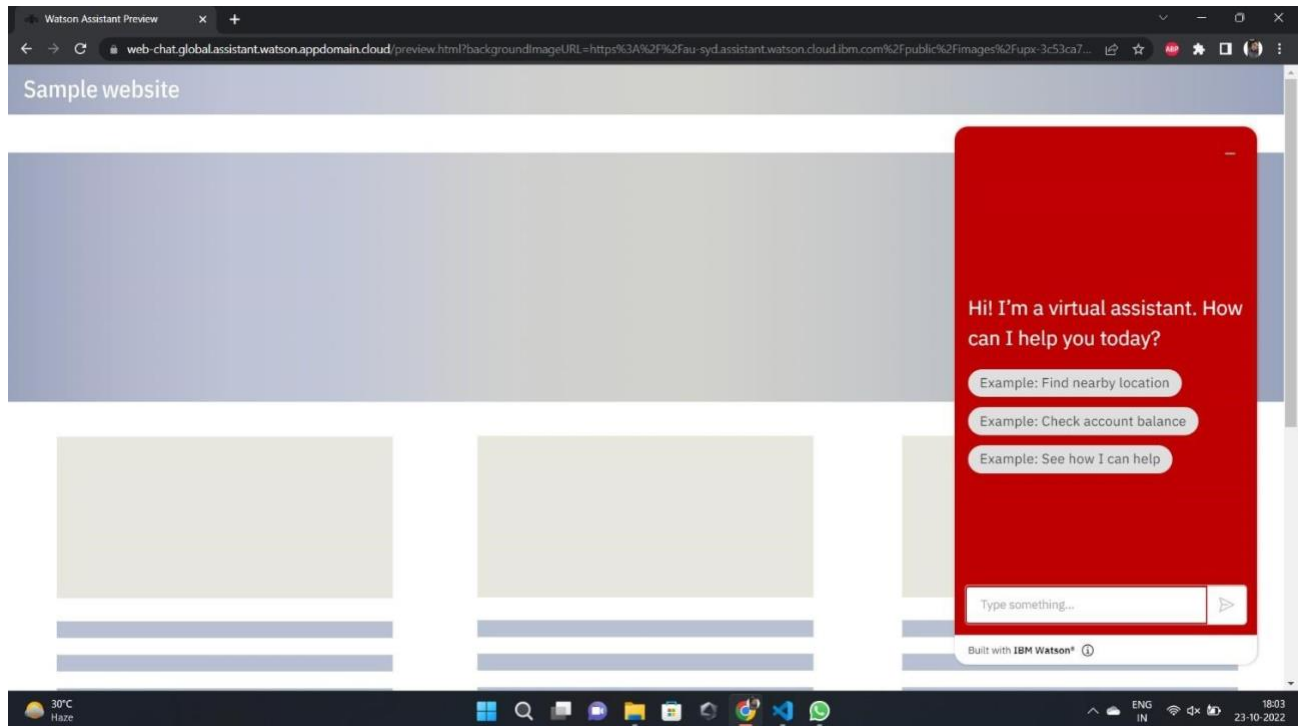 Watson Assistant Preview
web-chat.global.assistant.watson.appdomain.cloud/preview.html?backgroundImageURL=https%3A%2F%2Fau-syd.assistant.watson.cloud.ibm.com%2Fpublic%2Fimages%2Fupx-3c53ca7...
ABP
Sample website
Hi! I'm a virtual assistant. How
can I help you today?
Example: Find nearby location
Example: Check account balance
Example: See how I can help
Type something...
Built with IBM Watson®
30°C
Haze
ENG
IN
18:03
23-10-2022